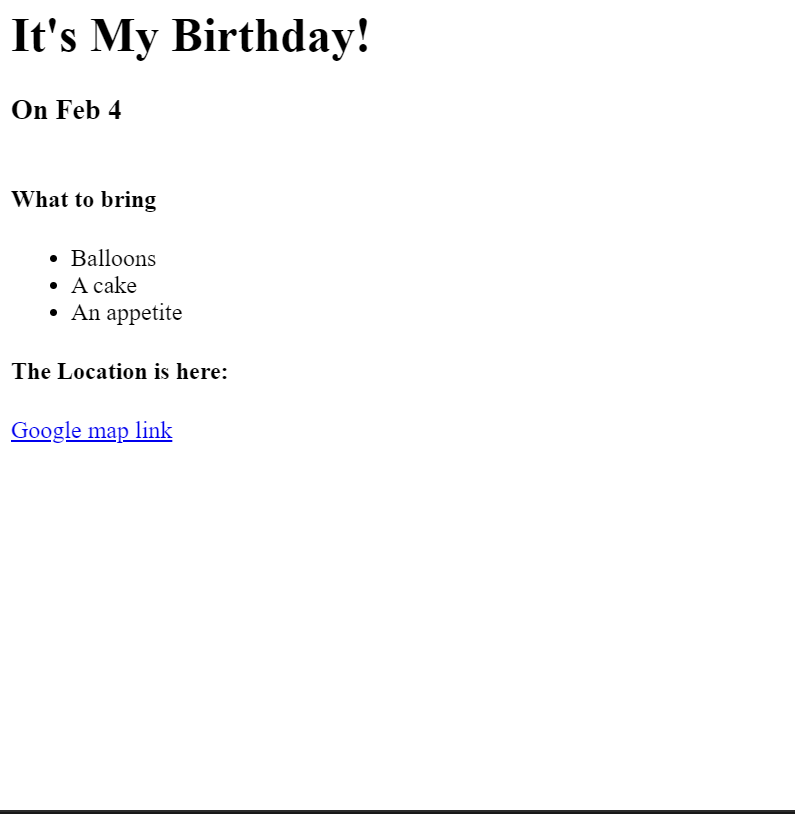 It's My Birthday!
On Feb 4
What to bring
Balloons
A cake
An appetite
The Location is here:
Google map link